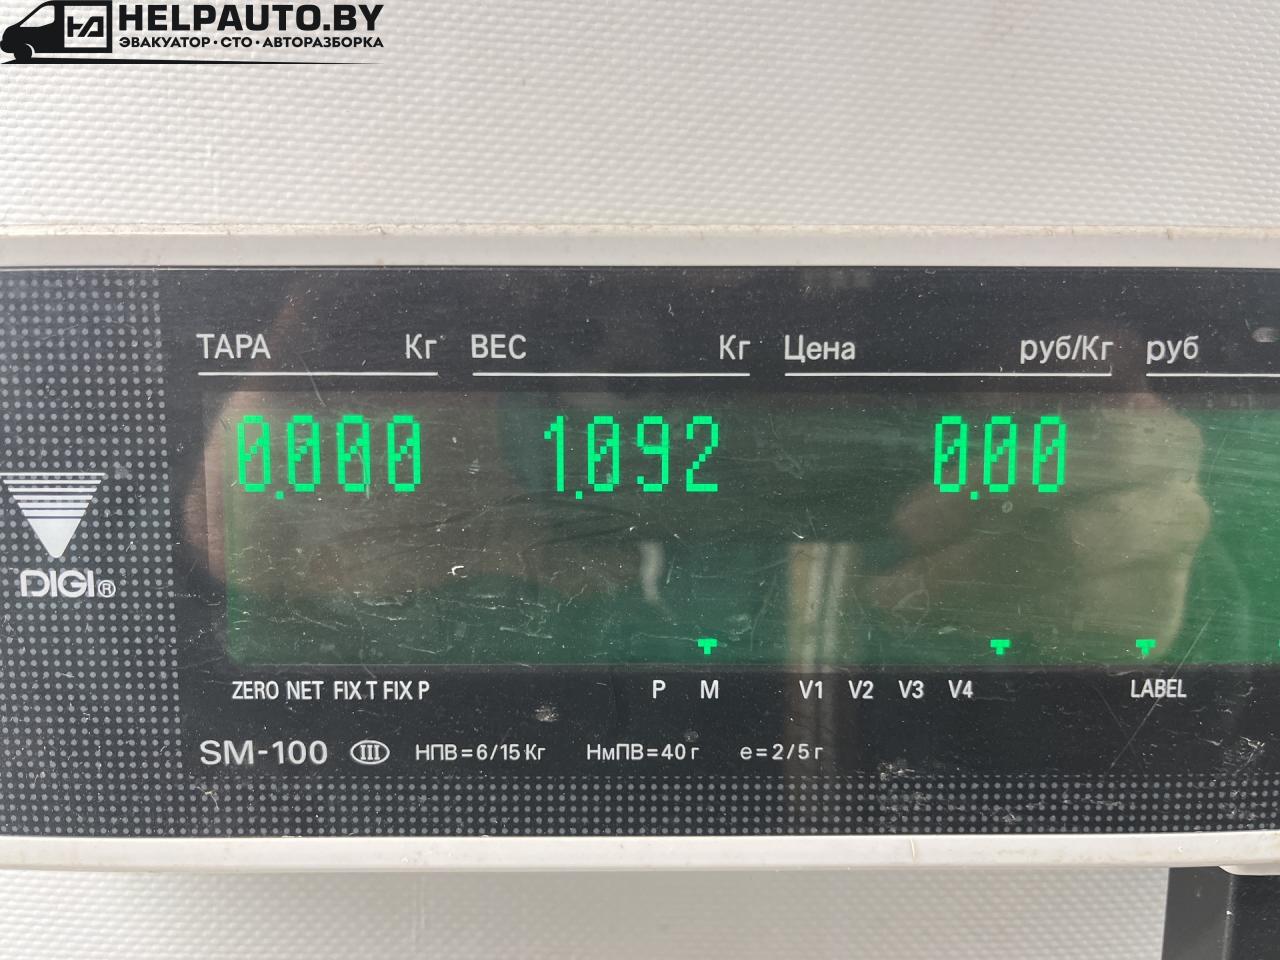 HELPAUTO.BY
ЭВАКУАТОР·СТО·АВТОРАЗБОРКА
ТАРА Кг ВЕС Кг Цена руб/Кг руб
0.000 1.092 0.00
DIGI®
ZERO NET FIX T FIX P P M V1 V2 V3 V4 LABEL
SM-100 III НПВ=6/15 Кг НмПВ=40 г e=2/5 г